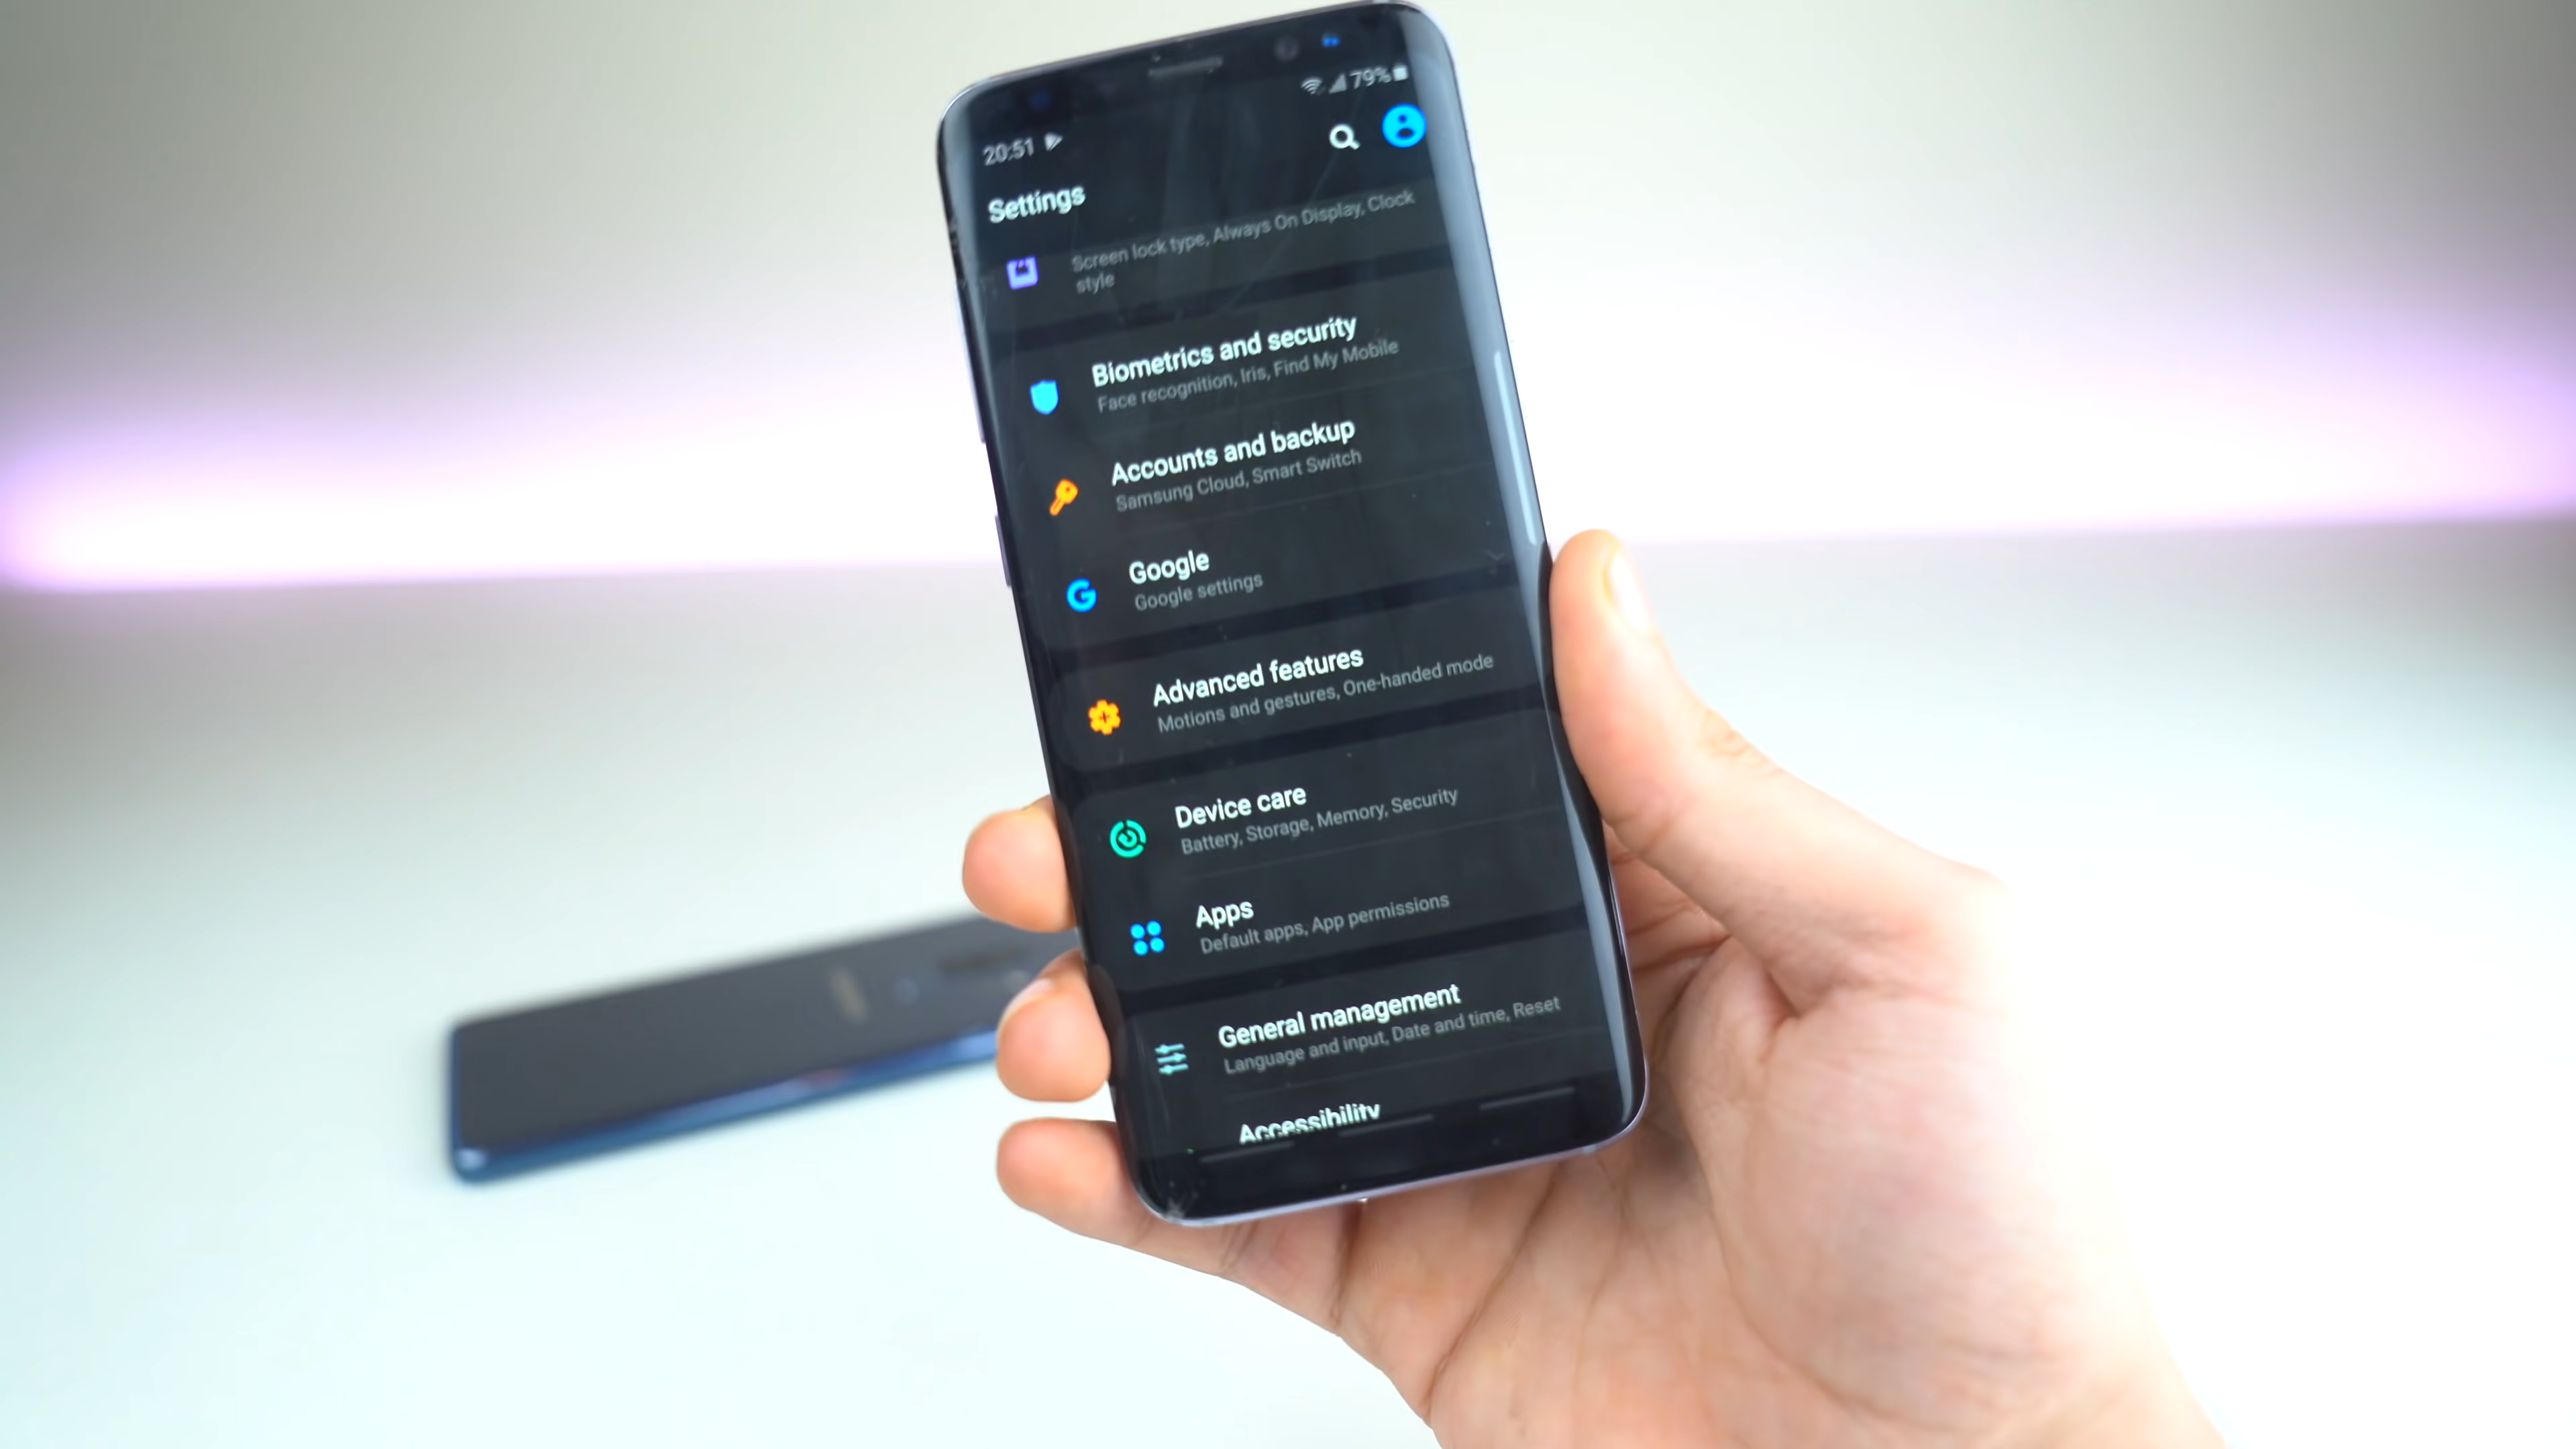 79%
20:51
Settings
Screen lock type, Always On Display, Clock
style
Biometrics and security
Face recognition, Iris, Find My Mobile
Accounts and backup
Samsung Cloud, Smart Switch
G
Google
Google settings
Advanced features
Motions and gestures, One-handed mode
Device care
Battery, Storage, Memory, Security
Apps
Default apps, App permissions
General management
Language and input, Date and time, Reset
Accessibility